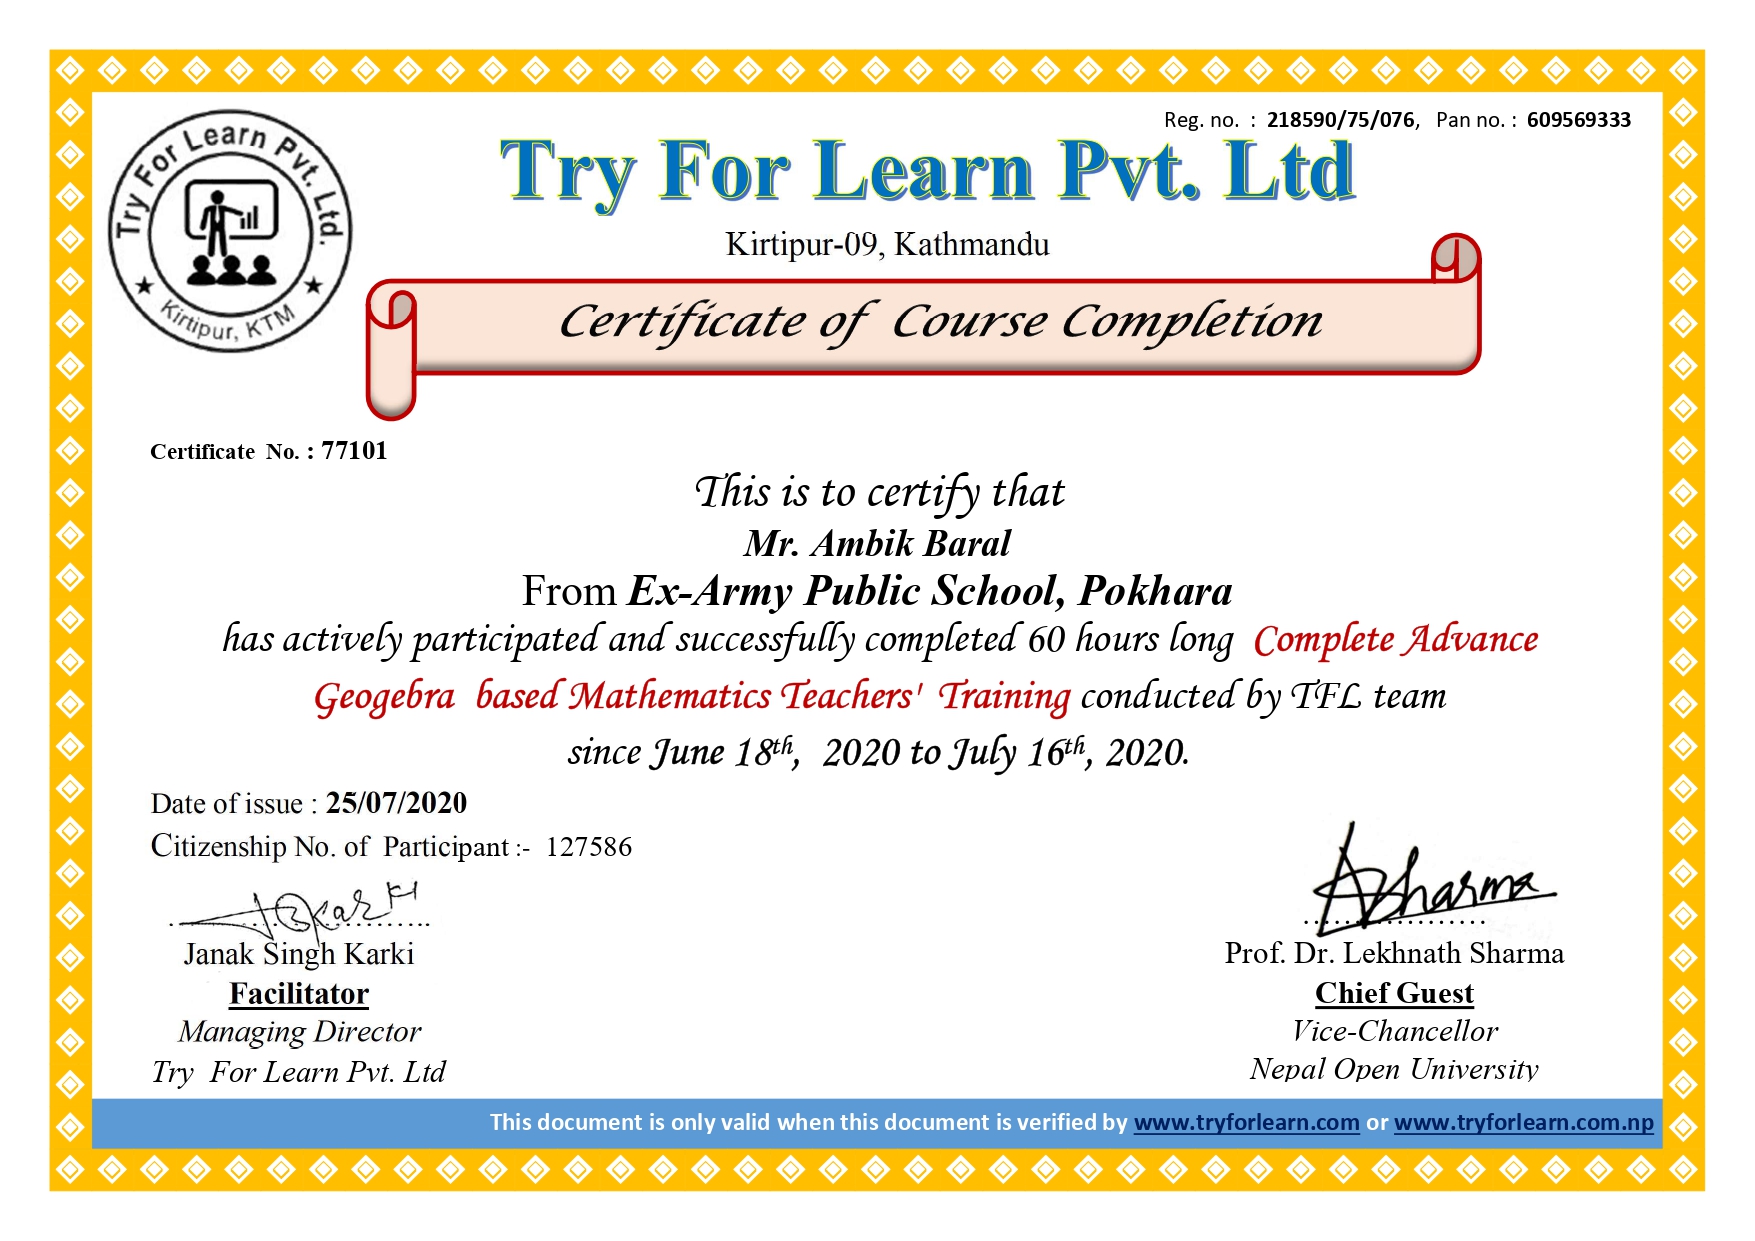 Reg. no. : 218590/75/076, Pan no. : 609569333
Try For Learn Pvt. Ltd.
Kirtipur, KTM
Try For Learn Pvt. Ltd
Kirtipur-09, Kathmandu
Certificate of Course Completion
Certificate No. : 77101
This is to certify that
Mr. Ambik Baral
From Ex-Army Public School, Pokhara
has actively participated and successfully completed 60 hours long Complete Advance
Geogebra based Mathematics Teachers' Training conducted by TFL team
since June 18th, 2020 to July 16th, 2020.
Date of issue : 25/07/2020
Citizenship No. of Participant :- 127586
Janak Singh Karki
Facilitator
Managing Director
Try For Learn Pvt. Ltd
Sharma
Prof. Dr. Lekhnath Sharma
Chief Guest
Vice-Chancellor
Nepal Open University
This document is only valid when this document is verified by www.tryforlearn.com or www.tryforlearn.com.np